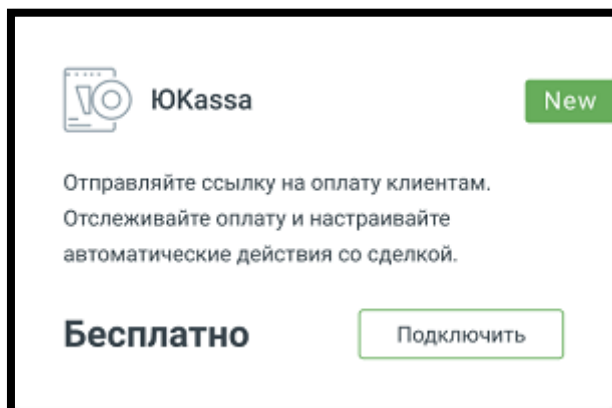 ЮKassa
New
Отправляйте ссылку на оплату клиентам.
Отслеживайте оплату и настраивайте
автоматические действия со сделкой.
Бесплатно
Подключить